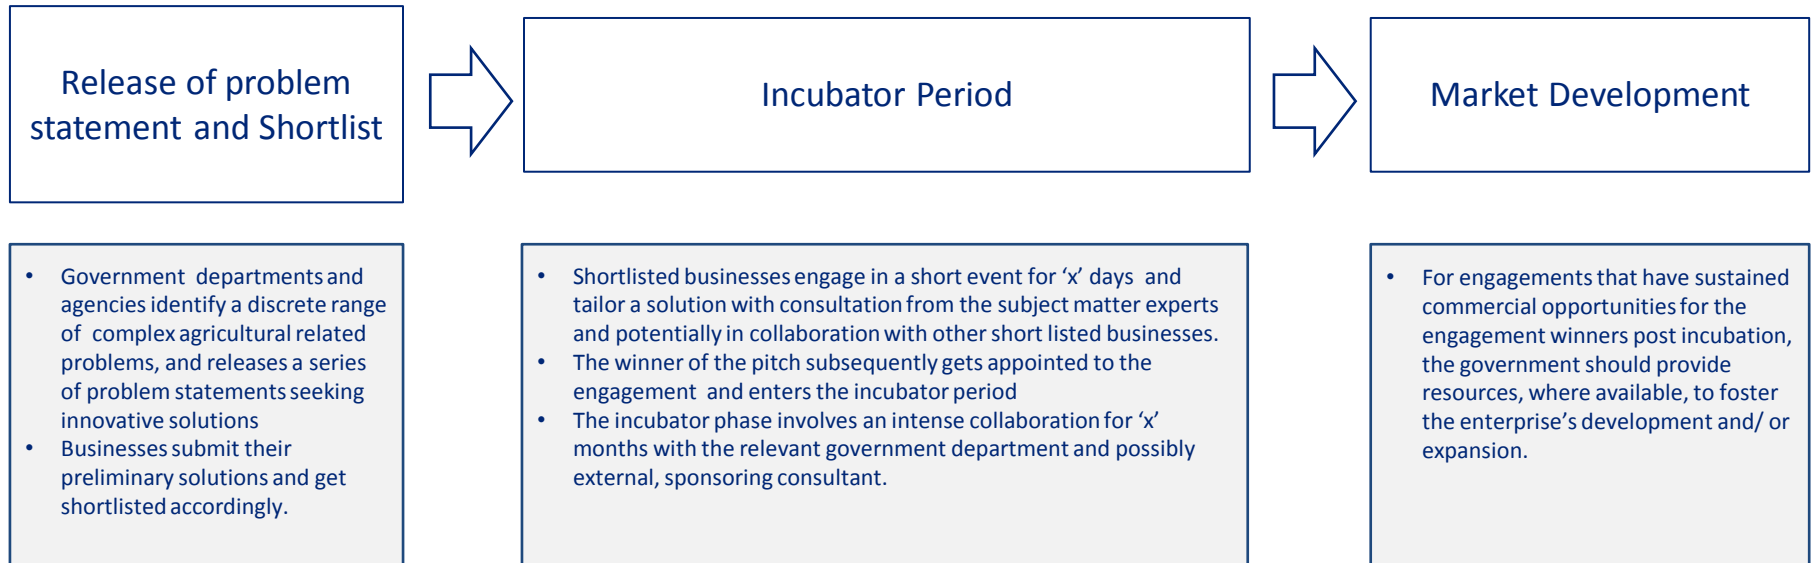 Release of problem
statement and Shortlist
Incubator Period
Market Development
• Government departments and
agencies identify a discrete range
of complex agricultural related
problems, and releases a series
of problem statements seeking
innovative solutions
• Businesses submit their
preliminary solutions and get
shortlisted accordingly.
• Shortlisted businesses engage in a short event for ‘x’ days and
tailor a solution with consultation from the subject matter experts
and potentially in collaboration with other short listed businesses.
• The winner of the pitch subsequently gets appointed to the
engagement and enters the incubator period
• The incubator phase involves an intense collaboration for ‘x’
months with the relevant government department and possibly
external, sponsoring consultant.
• For engagements that have sustained
commercial opportunities for the
engagement winners post incubation,
the government should provide
resources, where available, to foster
the enterprise’s development and/ or
expansion.